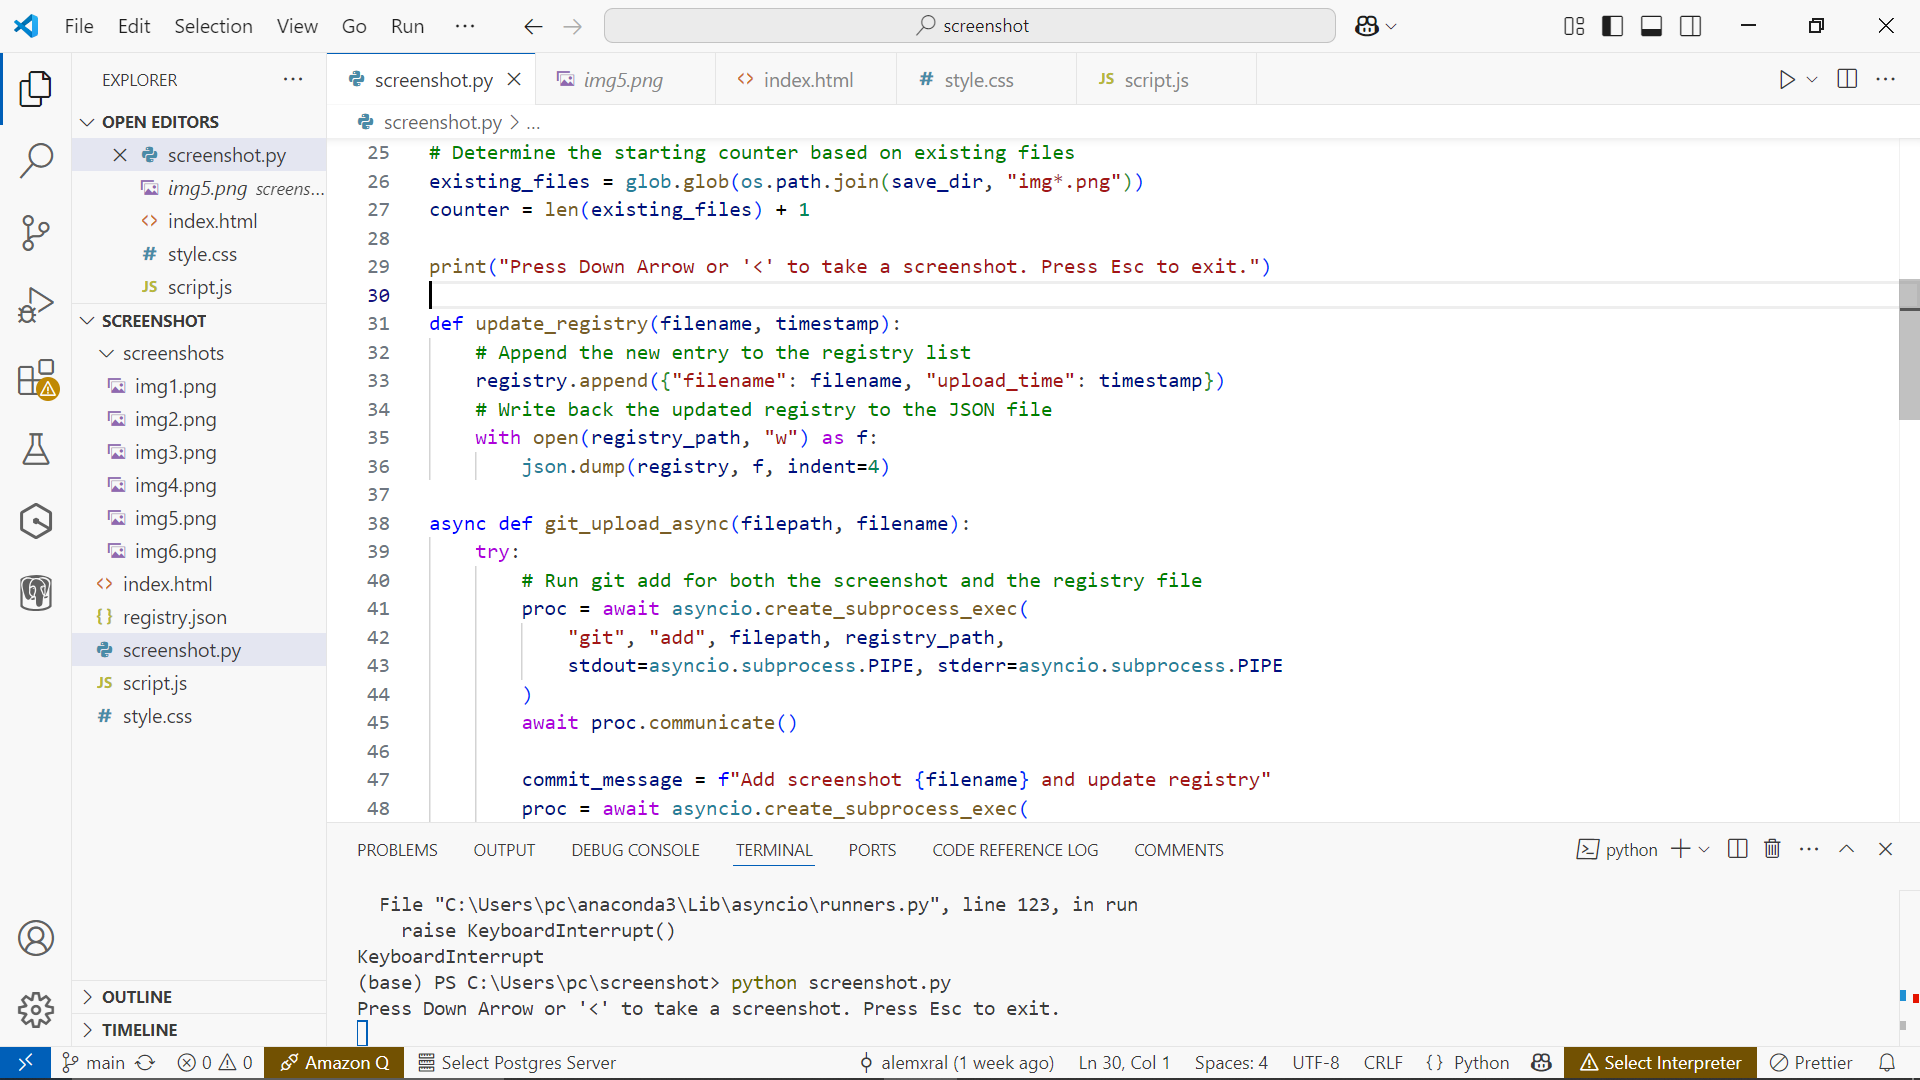 File Edit Selection View Go Run ···
screenshot
EXPLORER ···
OPEN EDITORS
screenshot.py
img5.png screens...
index.html
style.css
script.js
SCREENSHOT
screenshots
img1.png
img2.png
img3.png
img4.png
img5.png
img6.png
index.html
registry.json
screenshot.py
script.js
style.css
OUTLINE
TIMELINE
screenshot.py img5.png index.html style.css script.js
screenshot.py > ...
25 # Determine the starting counter based on existing files
26 existing_files = glob.glob(os.path.join(save_dir, "img*.png"))
27 counter = len(existing_files) + 1
28
29 print("Press Down Arrow or '<' to take a screenshot. Press Esc to exit.")
30
31 def update_registry(filename, timestamp):
32 # Append the new entry to the registry list
33 registry.append({"filename": filename, "upload_time": timestamp})
34 # Write back the updated registry to the JSON file
35 with open(registry_path, "w") as f:
36 json.dump(registry, f, indent=4)
37
38 async def git_upload_async(filepath, filename):
39 try:
40 # Run git add for both the screenshot and the registry file
41 proc = await asyncio.create_subprocess_exec(
42 "git", "add", filepath, registry_path,
43 stdout=asyncio.subprocess.PIPE, stderr=asyncio.subprocess.PIPE
44 )
45 await proc.communicate()
46
47 commit_message = f"Add screenshot {filename} and update registry"
48 proc = await asyncio.create_subprocess_exec(
PROBLEMS OUTPUT DEBUG CONSOLE TERMINAL PORTS CODE REFERENCE LOG COMMENTS python
File "C:\Users\pc\anaconda3\Lib\asyncio\runners.py", line 123, in run
raise KeyboardInterrupt()
KeyboardInterrupt
(base) PS C:\Users\pc\screenshot> python screenshot.py
Press Down Arrow or '<' to take a screenshot. Press Esc to exit.
main 0 0 Amazon Q Select Postgres Server alemxral (1 week ago) Ln 30, Col 1 Spaces: 4 UTF-8 CRLF {} Python Select Interpreter Prettier